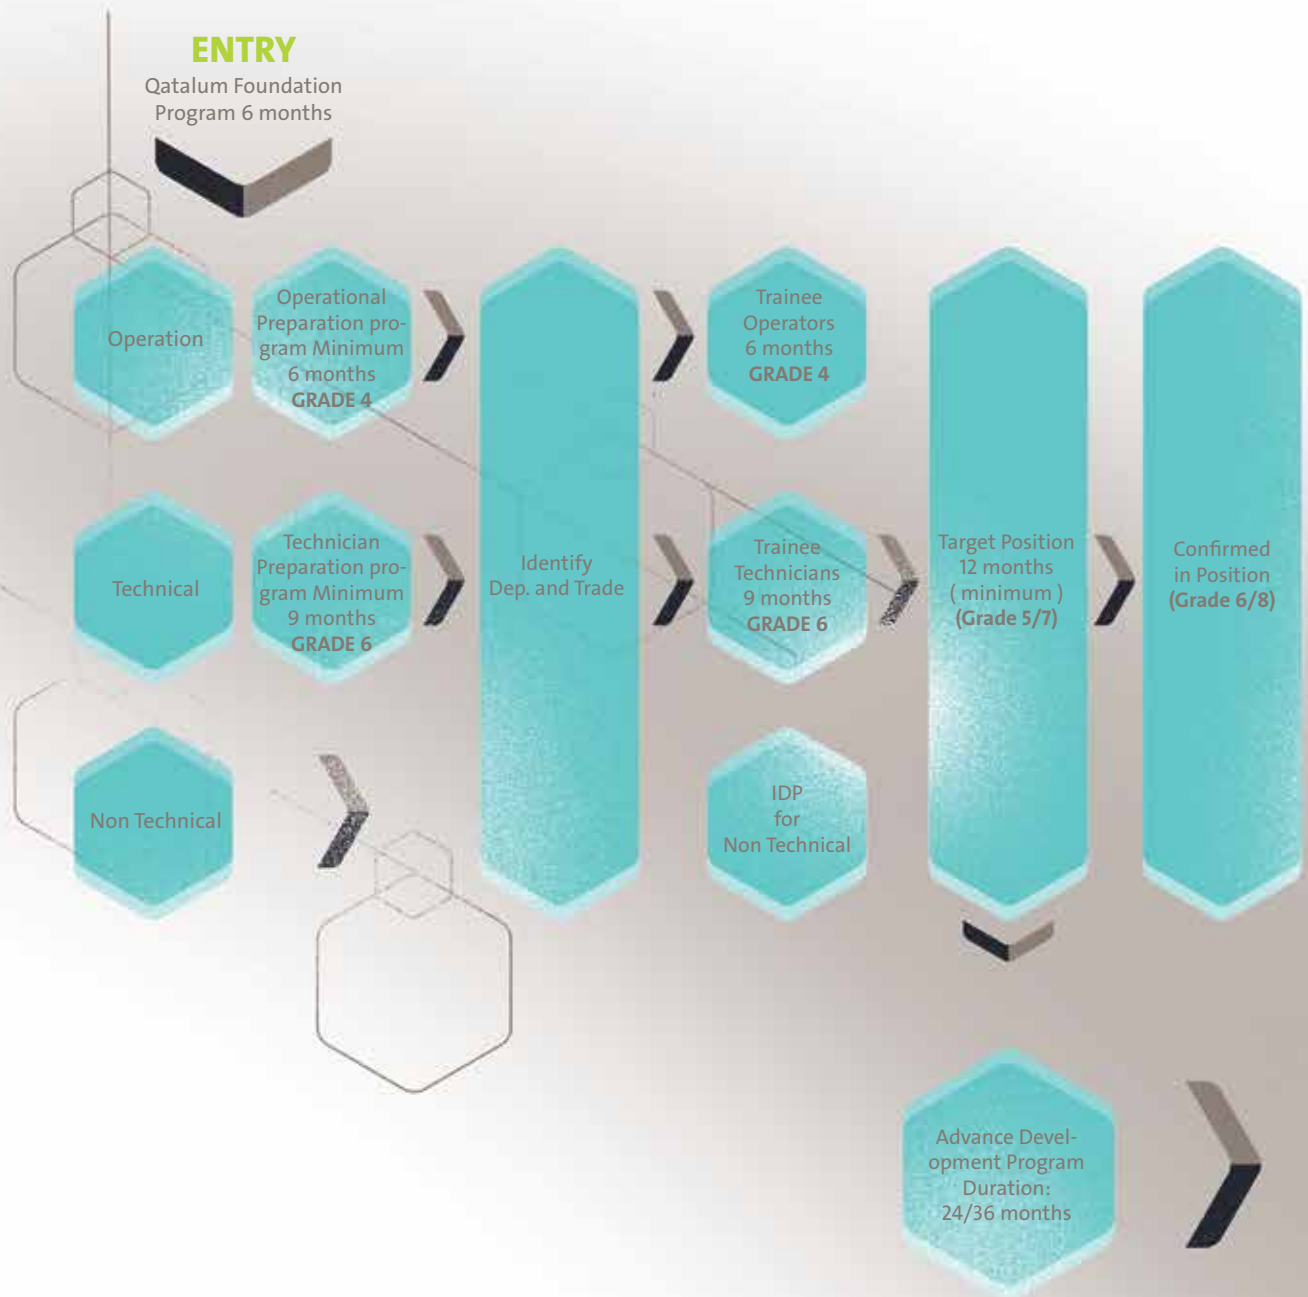 ENTRY
Qatalum Foundation
Program 6 months
Operation
Operational
Preparation pro-
gram Minimum
6 months
GRADE 4
Trainee
Operators
6 months
GRADE 4
Technical
Technician
Preparation pro-
gram Minimum
9 months
GRADE 6
Identify
Dep. and Trade
Trainee
Technicians
9 months
GRADE 6
Target Position
12 months
( minimum )
(Grade 5/7)
Confirmed
in Position
(Grade 6/8)
Non Technical
IDP
for
Non Technical
Advance Devel-
opment Program
Duration:
24/36 months